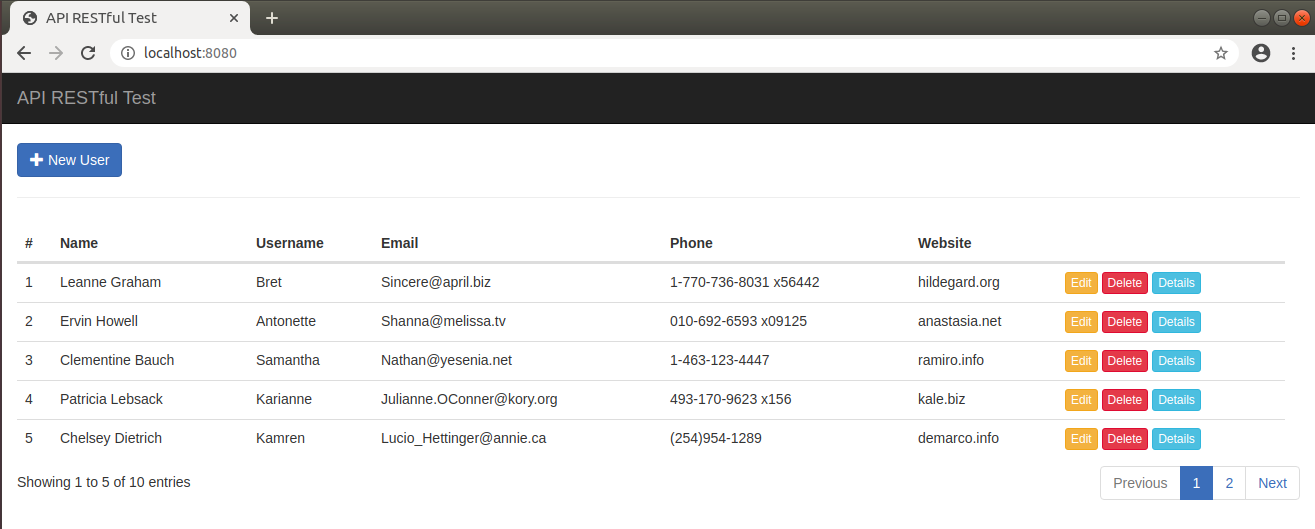 API RESTful Test
localhost:8080
API RESTful Test
New User
# Name Username Email Phone Website
1 Leanne Graham Bret Sincere@april.biz 1-770-736-8031 x56442 hildegard.org Edit Delete Details
2 Ervin Howell Antonette Shanna@melissa.tv 010-692-6593 x09125 anastasia.net Edit Delete Details
3 Clementine Bauch Samantha Nathan@yesenia.net 1-463-123-4447 ramiro.info Edit Delete Details
4 Patricia Lebsack Karianne Julianne.OConner@kory.org 493-170-9623 x156 kale.biz Edit Delete Details
5 Chelsey Dietrich Kamren Lucio_Hettinger@annie.ca (254)954-1289 demarco.info Edit Delete Details
Showing 1 to 5 of 10 entries Previous 1 2 Next